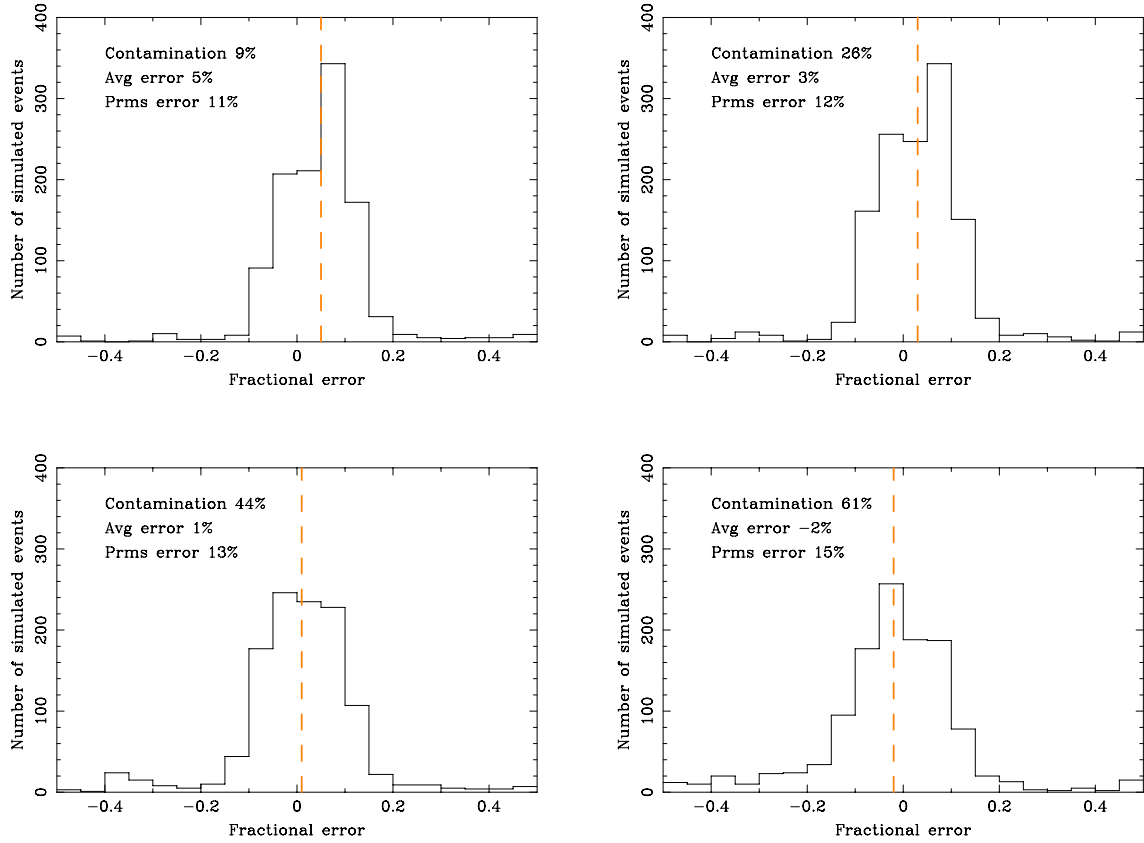 400
300
200
100
0
Number of simulated events
Contamination 9%
Avg error 5%
Prms error 11%
−0.4 −0.2 0 0.2 0.4
Fractional error
400
300
200
100
0
Number of simulated events
Contamination 26%
Avg error 3%
Prms error 12%
−0.4 −0.2 0 0.2 0.4
Fractional error
400
300
200
100
0
Number of simulated events
Contamination 44%
Avg error 1%
Prms error 13%
−0.4 −0.2 0 0.2 0.4
Fractional error
400
300
200
100
0
Number of simulated events
Contamination 61%
Avg error −2%
Prms error 15%
−0.4 −0.2 0 0.2 0.4
Fractional error